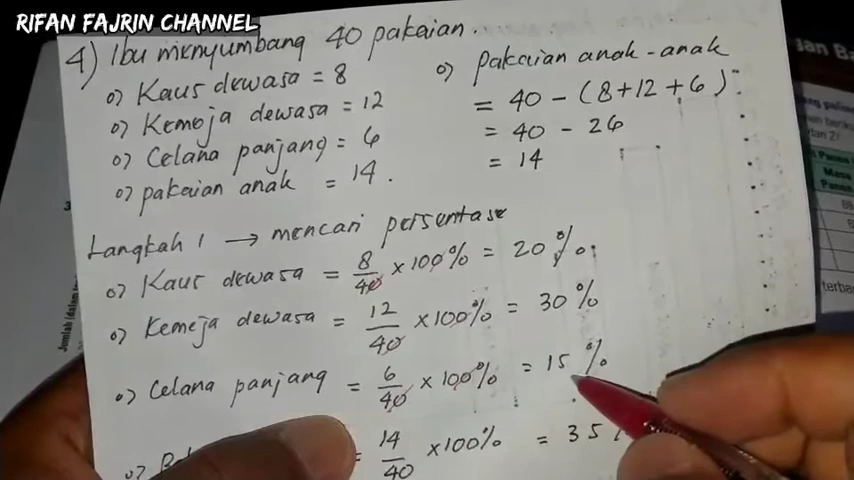 RIFAN FAJRIN CHANNEL
4) Ibu menyumbang 40 pakaian.
o) Kaus dewasa = 8
o) Kemeja dewasa = 12
o) Celana panjang = 6
o) pakaian anak = 14.
o) pakaian anak-anak
= 40 - (8+12+6)
= 40 - 26
= 14
Langkah 1 → mencari persentase
o) Kaus dewasa = 8/40 x 100% = 20%
o) Kemeja dewasa = 12/40 x 100% = 30%
o) Celana panjang = 6/40 x 100% = 15%
= 14/40 x 100% = 35